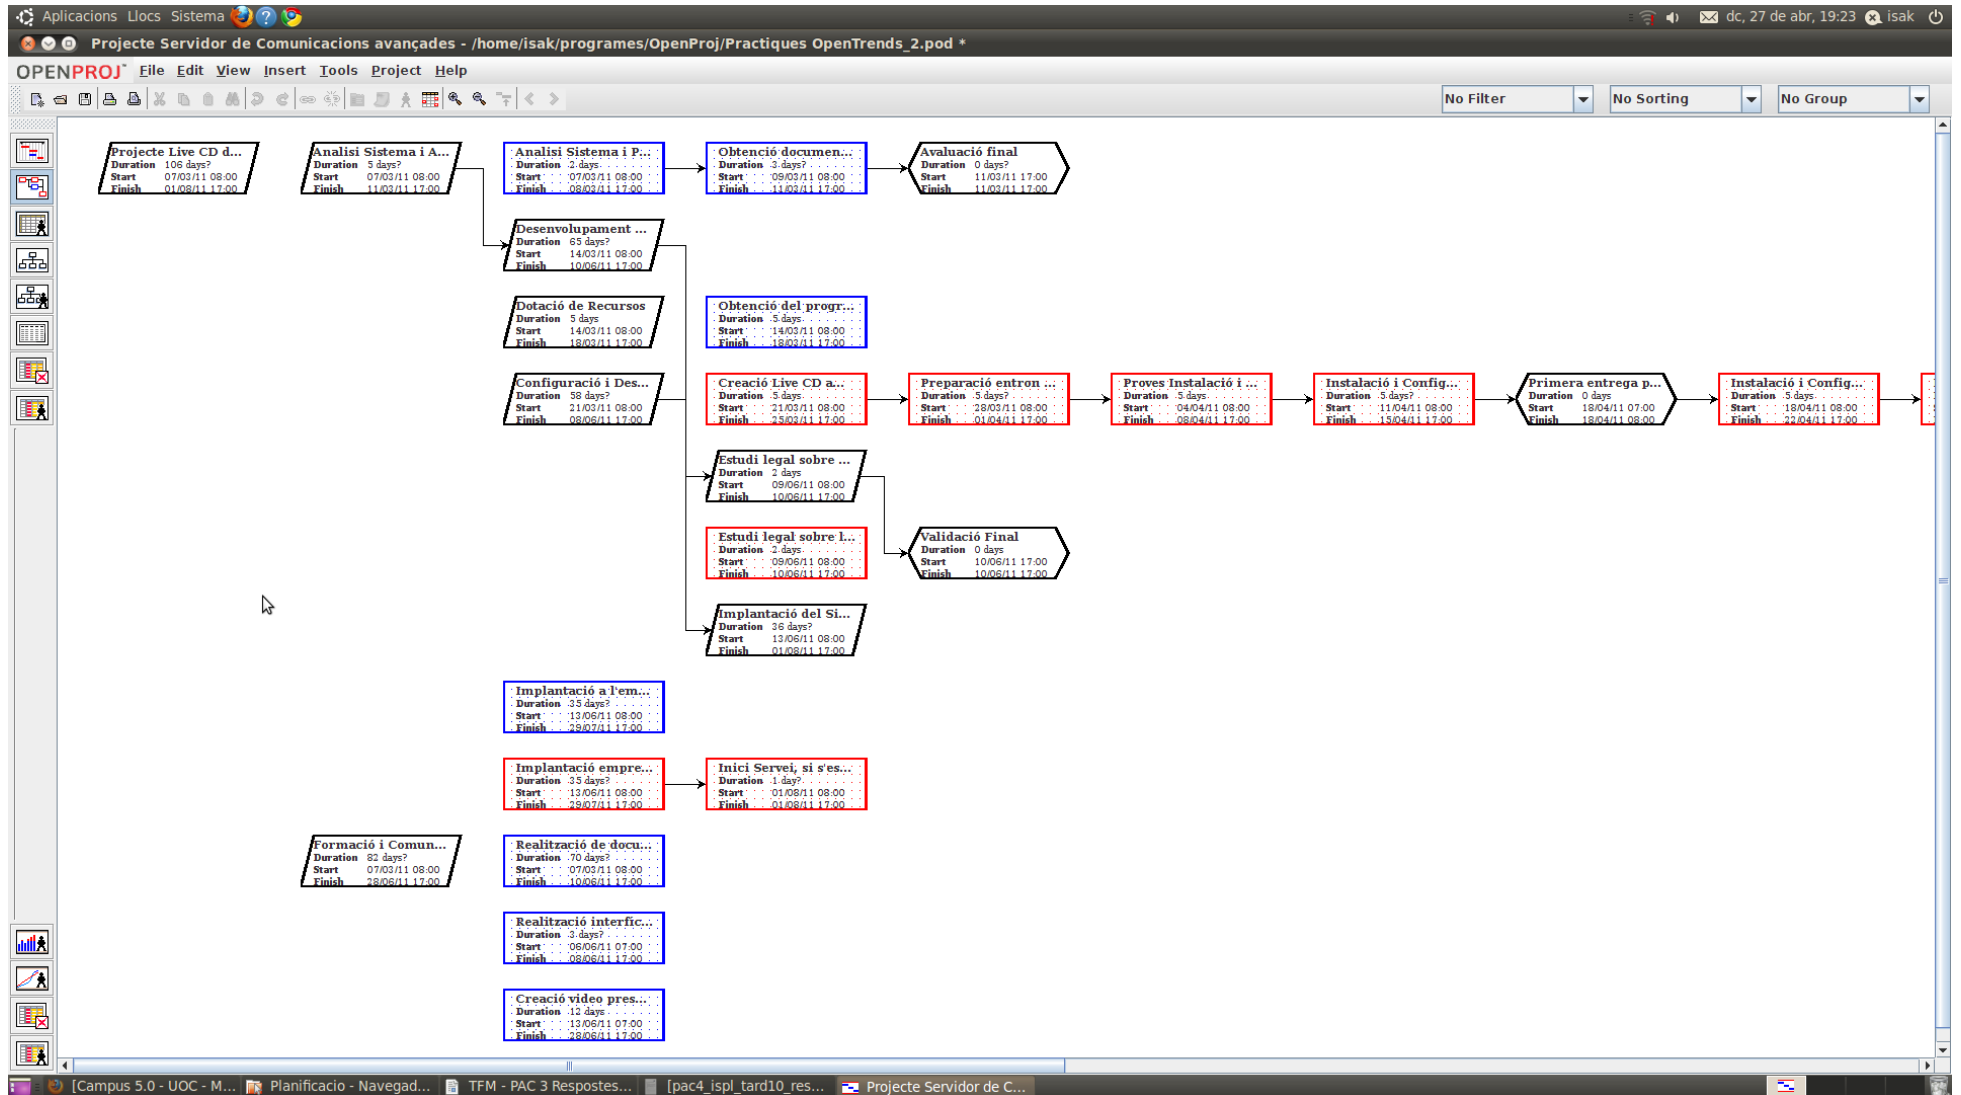 Aplicacions Llocs Sistema
dc, 27 de abr, 19:23 isak
Projecte Servidor de Comunicacions avançades - /home/isak/programes/OpenProj/Practiques OpenTrends_2.pod *
OPENPROJ File Edit View Insert Tools Project Help
No Filter No Sorting No Group
Projecte Live CD d...
Duration 106 days?
Start 07/03/11 08:00
Finish 01/08/11 17:00
Analisi Sistema i A...
Duration 5 days?
Start 07/03/11 08:00
Finish 11/03/11 17:00
Analisi Sistema i P...
Duration 2 days
Start 07/03/11 08:00
Finish 08/03/11 17:00
Obtenció documen...
Duration 3 days?
Start 09/03/11 08:00
Finish 11/03/11 17:00
Avaluació final
Duration 0 days?
Start 11/03/11 17:00
Finish 11/03/11 17:00
Desenvolupament ...
Duration 65 days?
Start 14/03/11 08:00
Finish 10/06/11 17:00
Dotació de Recursos
Duration 5 days
Start 14/03/11 08:00
Finish 18/03/11 17:00
Obtenció del progr...
Duration 5 days
Start 14/03/11 08:00
Finish 18/03/11 17:00
Configuració i Des...
Duration 58 days?
Start 21/03/11 08:00
Finish 08/06/11 17:00
Creació Live CD a...
Duration 5 days
Start 21/03/11 08:00
Finish 25/03/11 17:00
Preparació entron ...
Duration 5 days?
Start 28/03/11 08:00
Finish 01/04/11 17:00
Proves Instalació i ...
Duration 5 days
Start 04/04/11 08:00
Finish 08/04/11 17:00
Instalació i Config...
Duration 5 days?
Start 11/04/11 08:00
Finish 15/04/11 17:00
Primera entrega p...
Duration 0 days
Start 18/04/11 07:00
Finish 18/04/11 08:00
Instalació i Config...
Duration 5 days
Start 18/04/11 08:00
Finish 22/04/11 17:00
Estudi legal sobre ...
Duration 2 days
Start 09/06/11 08:00
Finish 10/06/11 17:00
Estudi legal sobre l...
Duration 2 days
Start 09/06/11 08:00
Finish 10/06/11 17:00
Validació Final
Duration 0 days
Start 10/06/11 17:00
Finish 10/06/11 17:00
Implantació del Si...
Duration 36 days?
Start 13/06/11 08:00
Finish 01/08/11 17:00
Implantació a l'em...
Duration 35 days?
Start 13/06/11 08:00
Finish 29/07/11 17:00
Implantació empre...
Duration 35 days?
Start 13/06/11 08:00
Finish 29/07/11 17:00
Inici Servei, si s'es...
Duration 1 day?
Start 01/08/11 08:00
Finish 01/08/11 17:00
Formació i Comun...
Duration 82 days?
Start 07/03/11 08:00
Finish 28/06/11 17:00
Realització de docu...
Duration 70 days?
Start 07/03/11 08:00
Finish 10/06/11 17:00
Realització interfíc...
Duration 3 days?
Start 06/06/11 07:00
Finish 08/06/11 17:00
Creació video pres...
Duration 12 days
Start 13/06/11 07:00
Finish 28/06/11 17:00
[Campus 5.0 - UOC - M... Planificacio - Navegad... TFM - PAC 3 Respostes... [pac4_ispl_tard10_res... Projecte Servidor de C...